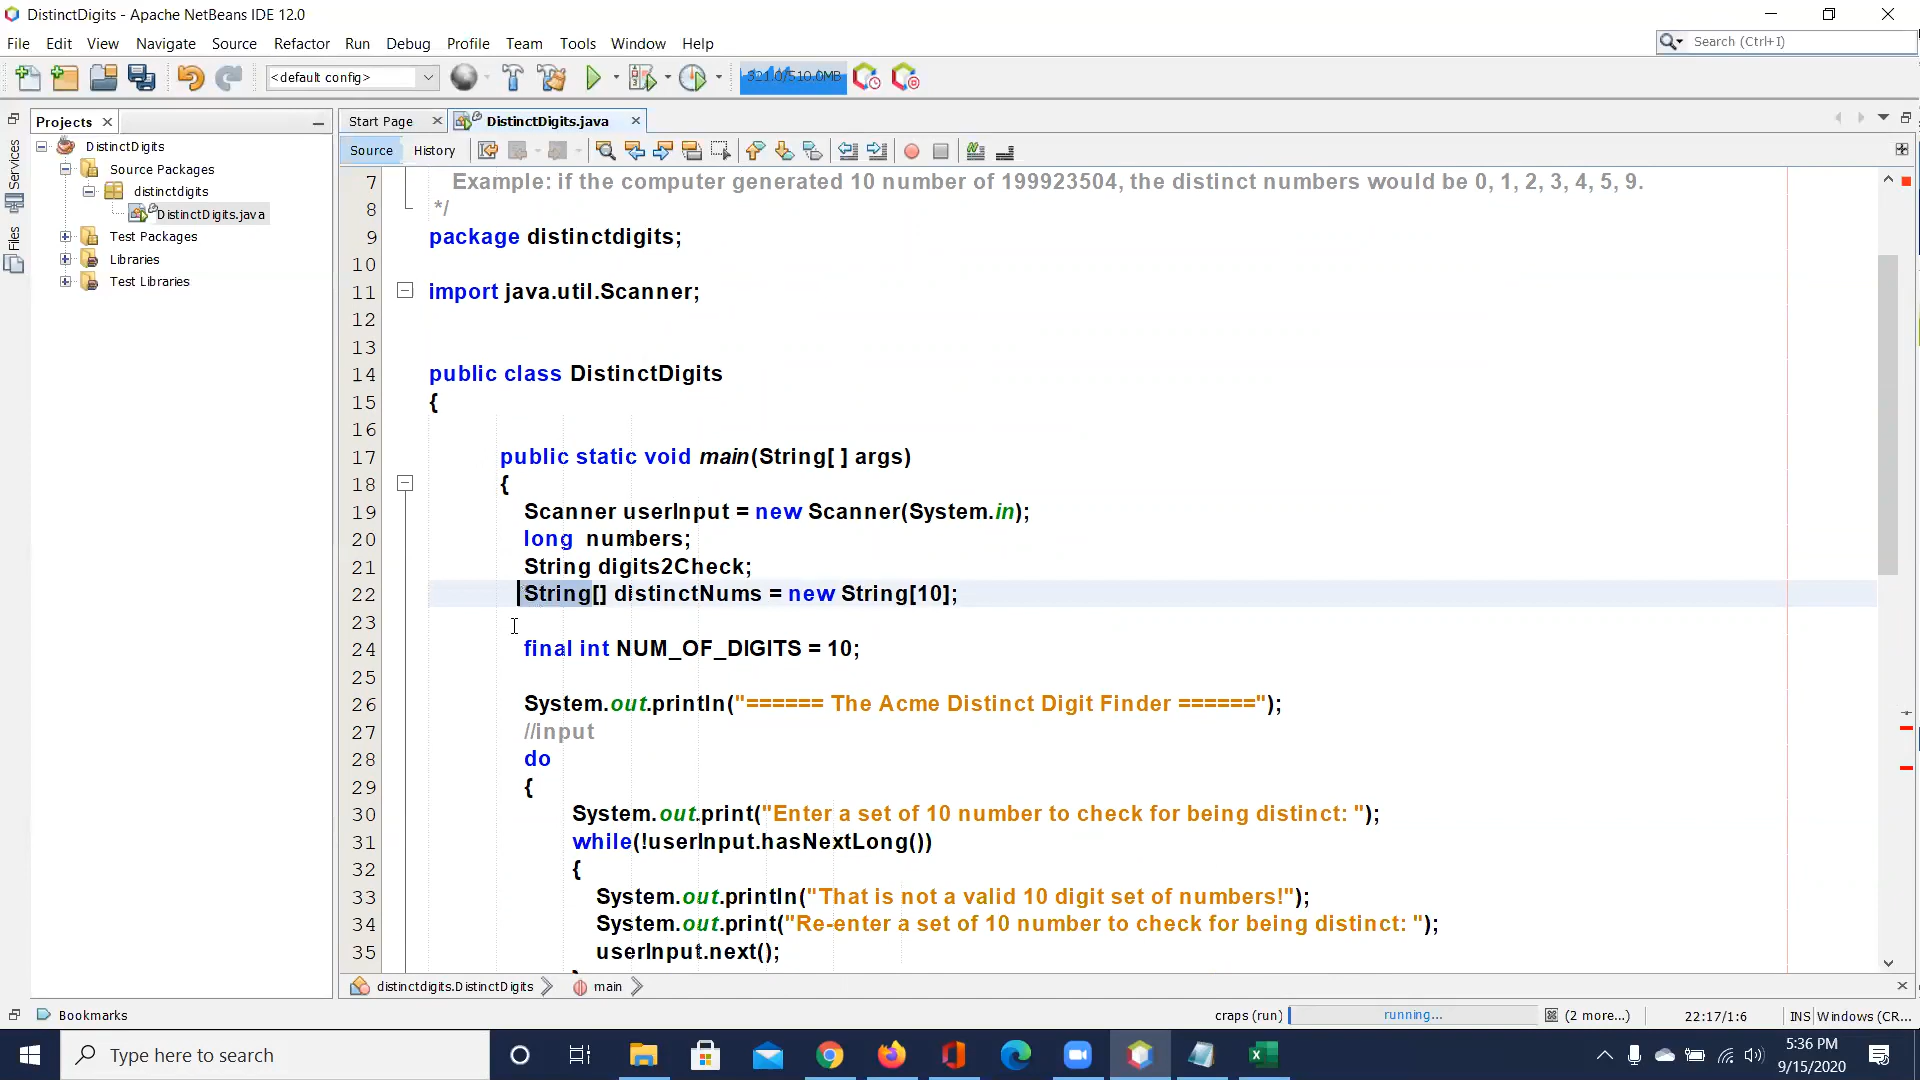 DistinctDigits - Apache NetBeans IDE 12.0
File Edit View Navigate Source Refactor Run Debug Profile Team Tools Window Help
Search (Ctrl+I)
<default config>
321.0/510.0MB
Projects
Start Page
DistinctDigits.java
Services
Files
DistinctDigits
Source Packages
distinctdigits
DistinctDigits.java
Test Packages
Libraries
Test Libraries
Source History
7 Example: if the computer generated 10 number of 199923504, the distinct numbers would be 0, 1, 2, 3, 4, 5, 9.
8 */
9 package distinctdigits;
10
11 import java.util.Scanner;
12
13
14 public class DistinctDigits
15 {
16
17 public static void main(String[ ] args)
18 {
19 Scanner userInput = new Scanner(System.in);
20 long numbers;
21 String digits2Check;
22 String[] distinctNums = new String[10];
23
24 final int NUM_OF_DIGITS = 10;
25
26 System.out.println("====== The Acme Distinct Digit Finder ======");
27 //input
28 do
29 {
30 System.out.print("Enter a set of 10 number to check for being distinct: ");
31 while(!userInput.hasNextLong())
32 {
33 System.out.println("That is not a valid 10 digit set of numbers!");
34 System.out.print("Re-enter a set of 10 number to check for being distinct: ");
35 userInput.next();
distinctdigits.DistinctDigits main
Bookmarks
craps (run) running... (2 more...) 22:17/1:6 INS Windows (CR...
Type here to search
5:36 PM
9/15/2020